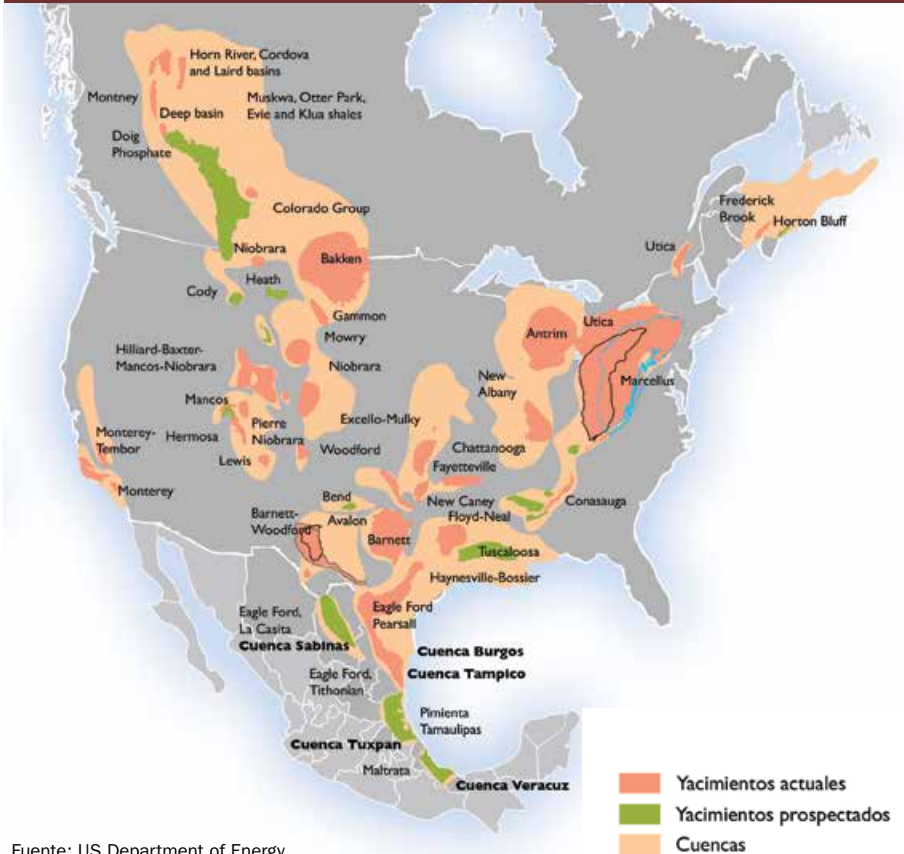 Horn River, Cordova
and Laird basins
Montney
Deep basin
Muskwa, Otter Park,
Evie and Klua shales
Doig
Phosphate
Colorado Group
Frederick
Brook
Horton Bluff
Utica
Niobrara
Bakken
Heath
Cody
Gammon
Mowry
Antrim
Utica
Hilliard-Baxter-
Mancos-Niobrara
Niobrara
New
Albany
Marcellus
Mancos
Excello-Mulky
Pierre
Niobrara
Monterey-
Tembor
Hermosa
Woodford
Chattanooga
Lewis
Fayetteville
Monterey
Bend
New Caney
Floyd-Neal
Conasauga
Barnett-
Woodford
Avalon
Barnett
Tuscaloosa
Haynesville-Bossier
Eagle Ford,
La Casita
Eagle Ford
Pearsall
Cuenca Sabinas
Cuenca Burgos
Eagle Ford,
Tithonian
Cuenca Tampico
Pimienta
Tamaulipas
Cuenca Tuxpan
Maltrata
Cuenca Veracuz
Yacimientos actuales
Yacimientos prospectados
Cuencas
Fuente: US Department of Energy